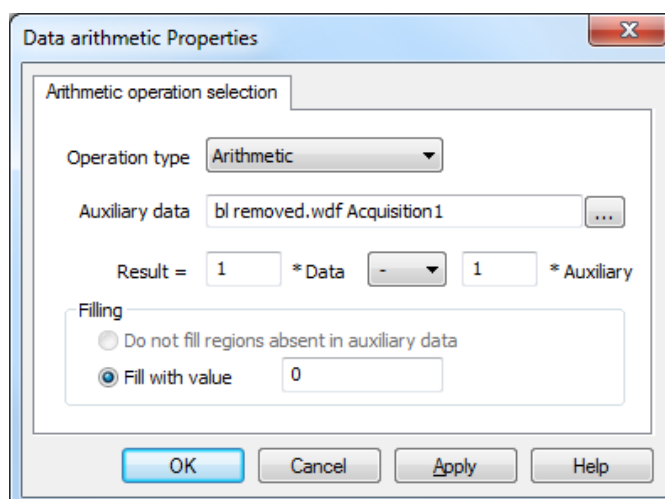 Data arithmetic Properties
x
Arithmetic operation selection
Operation type Arithmetic
Auxiliary data bl removed.wdf Acquisition1 ...
Result = 1 * Data - 1 * Auxiliary
Filling
Do not fill regions absent in auxiliary data
Fill with value 0
OK Cancel Apply Help